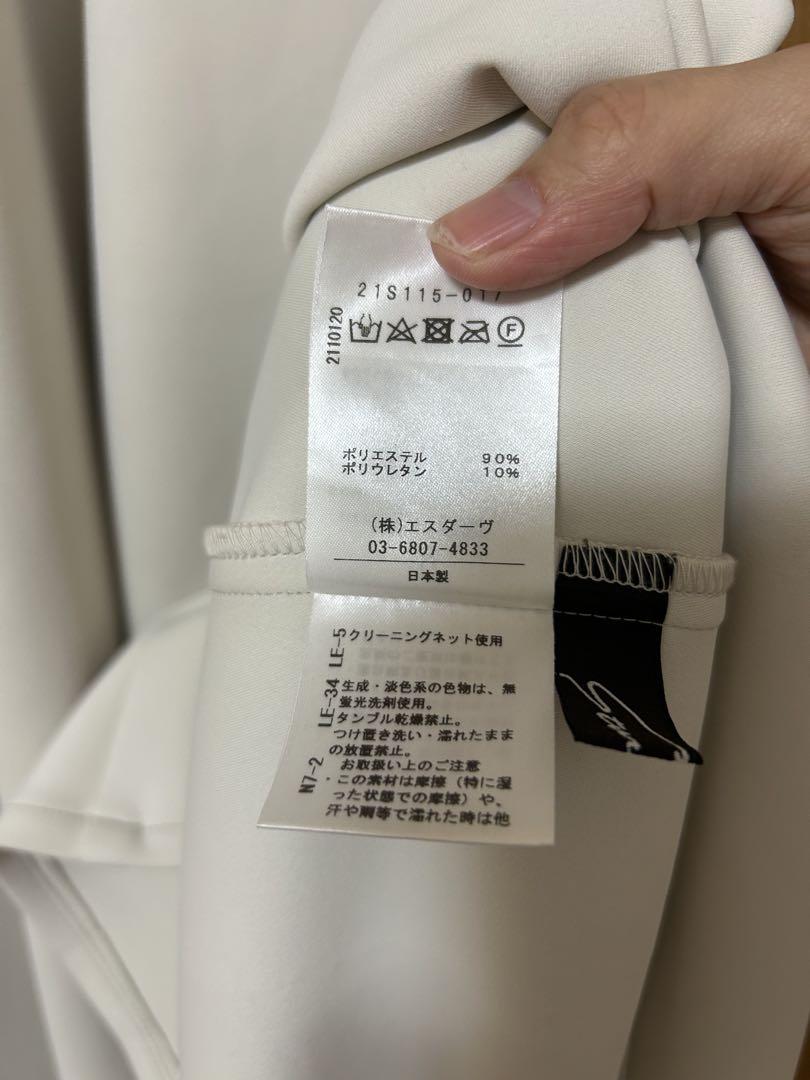 21S115-017
2110120
F
ポリエステル 90%
ポリウレタン 10%
(株)エスダーヴ
03-6807-4833
日本製
LE-5
クリーニングネット使用
LE-34
生成・淡色系の色物は、無
蛍光洗剤使用。
タンブル乾燥禁止。
つけ置き洗い・濡れたまま
の放置禁止。
N7-2
お取扱い上のご注意
・この素材は摩擦(特に湿
った状態での摩擦)や、
汗や雨等で濡れた時は他